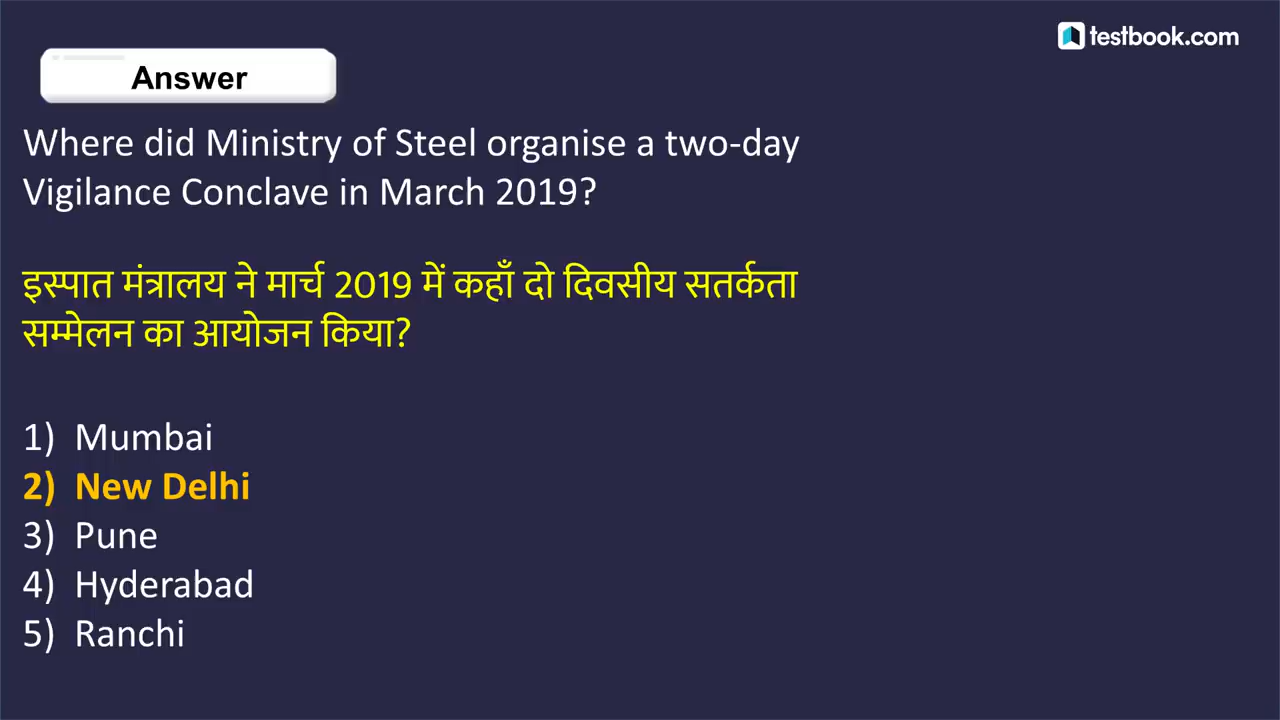 testbook.com
Answer
Where did Ministry of Steel organise a two-day
Vigilance Conclave in March 2019?
इस्पात मंत्रालय ने मार्च 2019 में कहाँ दो दिवसीय सतर्कता
सम्मेलन का आयोजन किया?
1) Mumbai
2) New Delhi
3) Pune
4) Hyderabad
5) Ranchi